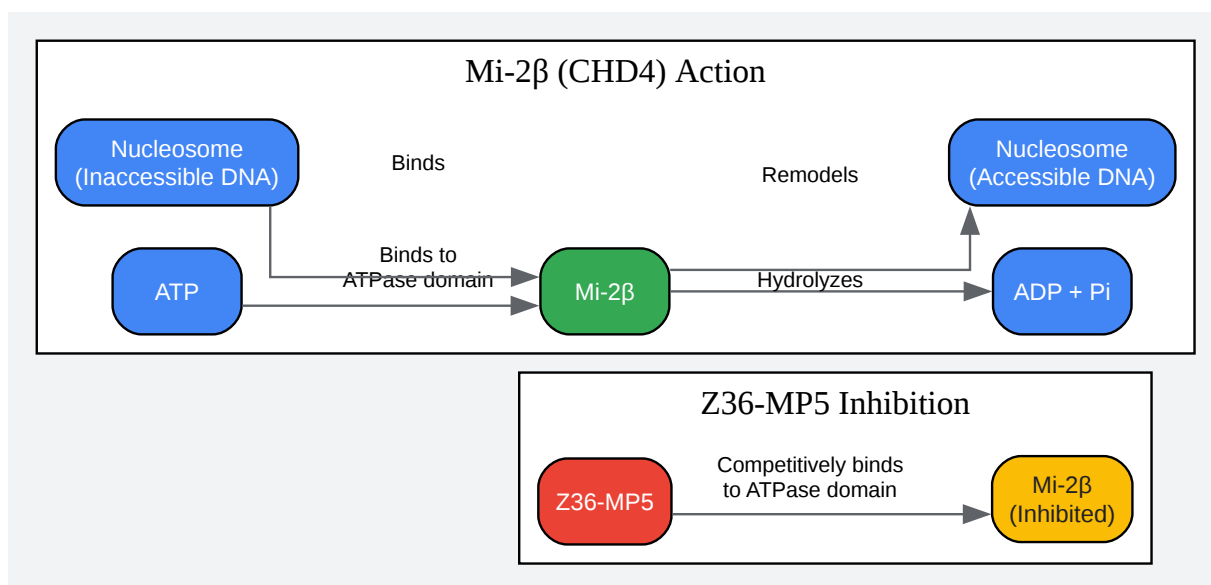 Mi-2β (CHD4) Action
Nucleosome
(Inaccessible DNA)
Binds
Remodels
Nucleosome
(Accessible DNA)
ATP
Binds to
ATPase domain
Mi-2β
Hydrolyzes
ADP + Pi
Z36-MP5 Inhibition
Z36-MP5
Competitively binds
to ATPase domain
Mi-2β
(Inhibited)